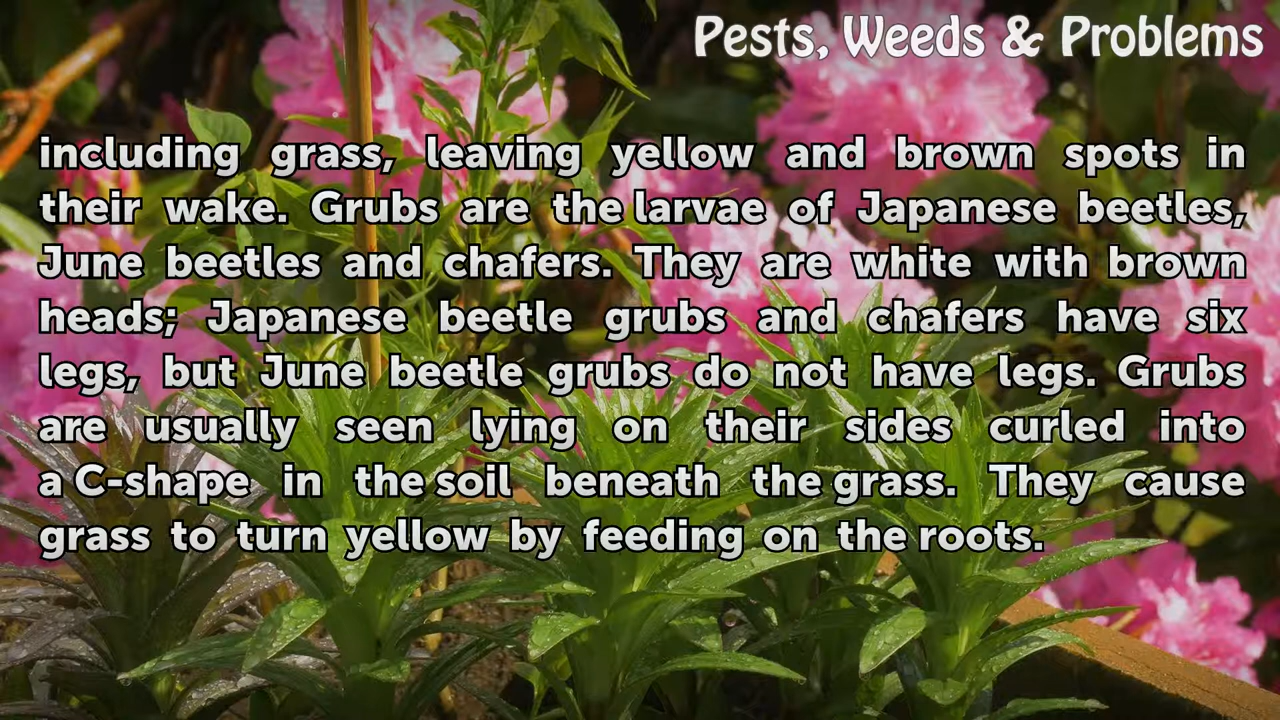 Pests, Weeds & Problems
including grass, leaving yellow and brown spots in
their wake. Grubs are the larvae of Japanese beetles,
June beetles and chafers. They are white with brown
heads; Japanese beetle grubs and chafers have six
legs, but June beetle grubs do not have legs. Grubs
are usually seen lying on their sides curled into
a C-shape in the soil beneath the grass. They cause
grass to turn yellow by feeding on the roots.